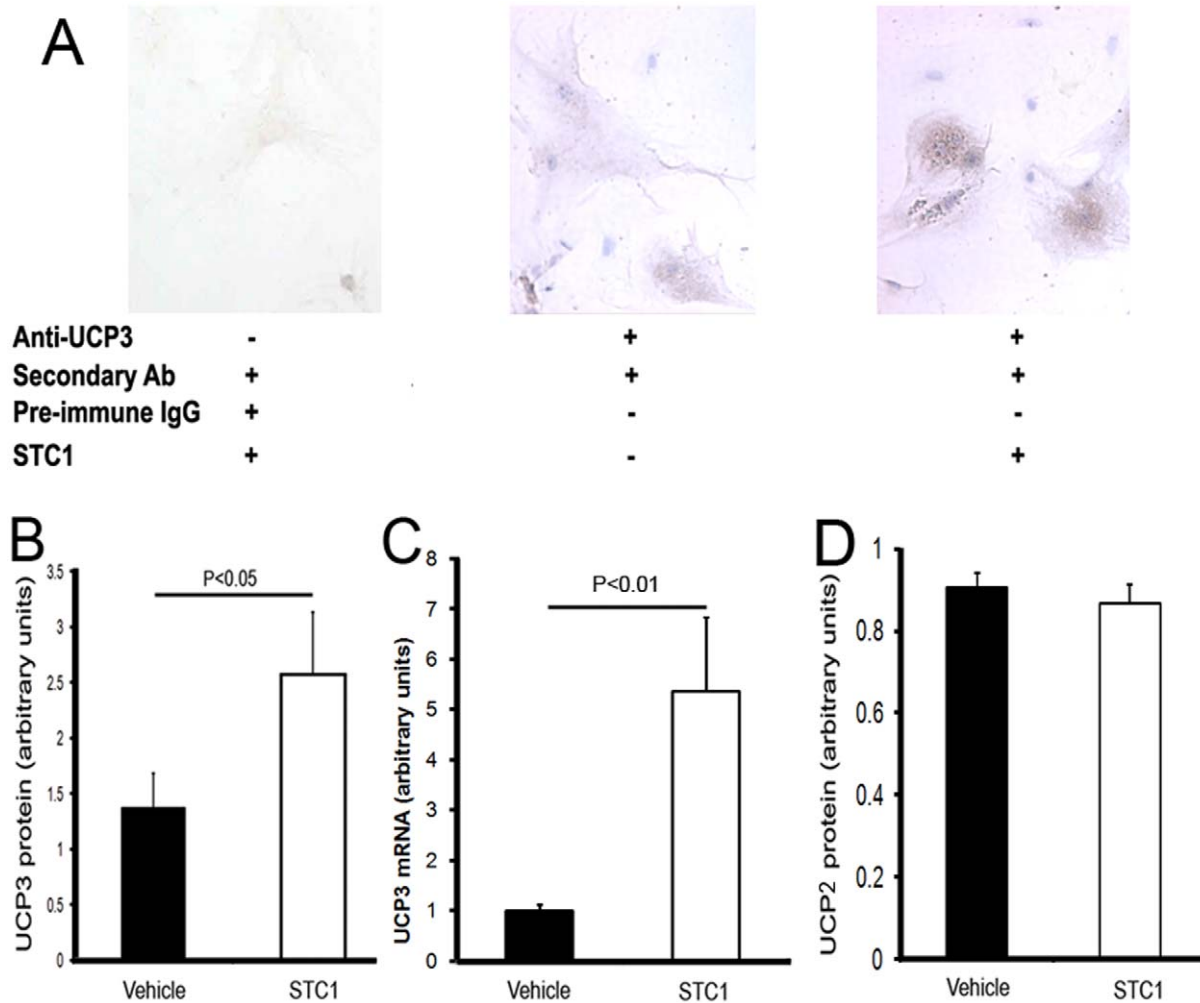 A
Anti-UCP3 - + +
Secondary Ab + + +
Pre-immune IgG + - -
STC1 + - +
B
UCP3 protein (arbitrary units)
3.5
3
2.5
2
1.5
1
0.5
0
P<0.05
Vehicle STC1
C
UCP3 mRNA (arbitrary units)
8
7
6
5
4
3
2
1
0
P<0.01
Vehicle STC1
D
UCP2 protein (arbitrary units)
1
0.8
0.6
0.4
0.2
0
Vehicle STC1